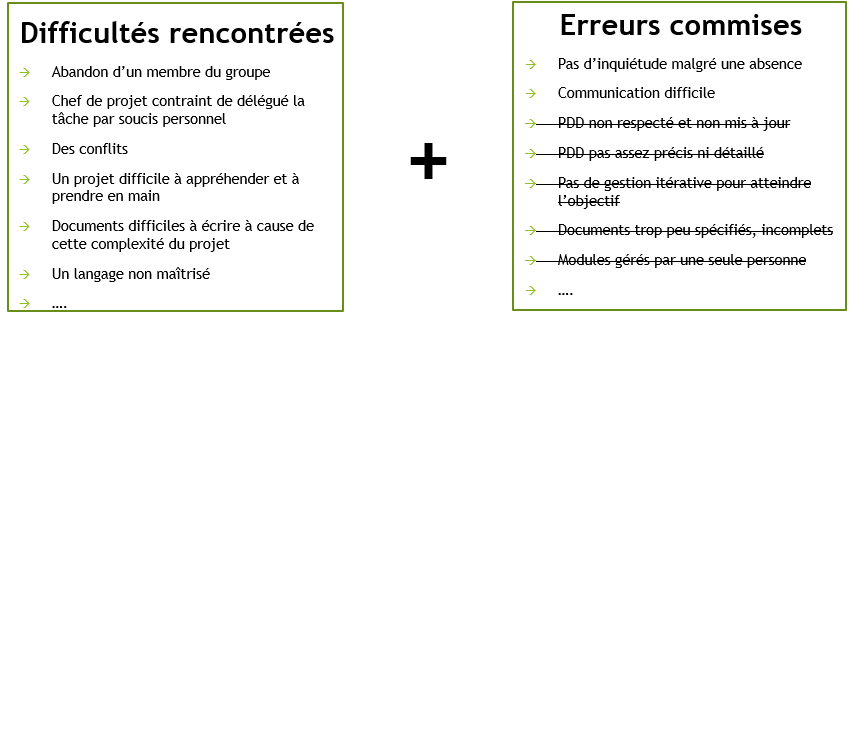 Difficultés rencontrées
→ Abandon d’un membre du groupe
→ Chef de projet contraint de délégué la
tâche par soucis personnel
→ Des conflits
→ Un projet difficile à appréhender et à
prendre en main
→ Documents difficiles à écrire à cause de
cette complexité du projet
→ Un langage non maîtrisé
→ ….
+
Erreurs commises
→ Pas d’inquiétude malgré une absence
→ Communication difficile
→ PDD non respecté et non mis à jour
→ PDD pas assez précis ni détaillé
→ Pas de gestion itérative pour atteindre
l’objectif
→ Documents trop peu spécifiés, incomplets
→ Modules gérés par une seule personne
→ ….